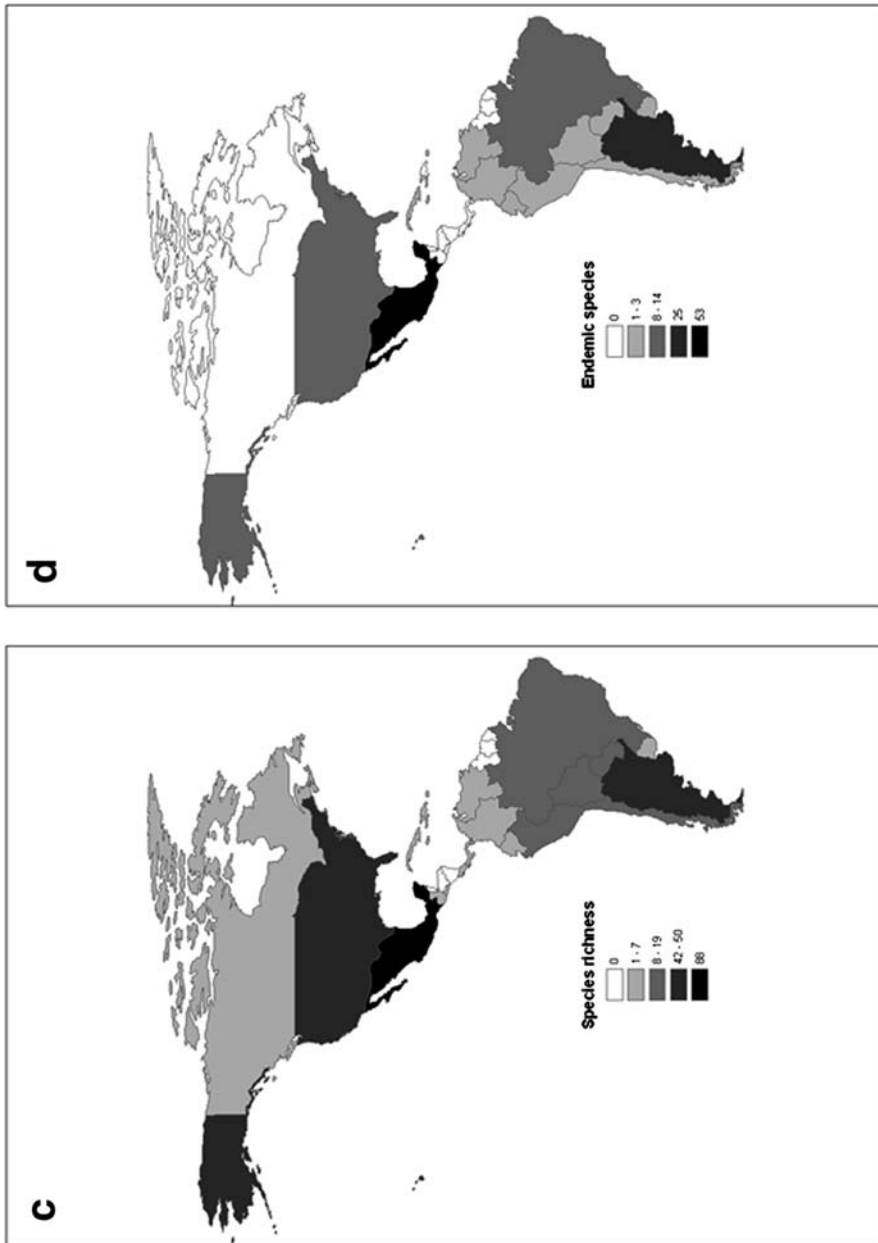 c
Species richness
0
1 - 7
8 - 19
42 - 50
88
d
Endemic species
0
1 - 3
8 - 14
25
53